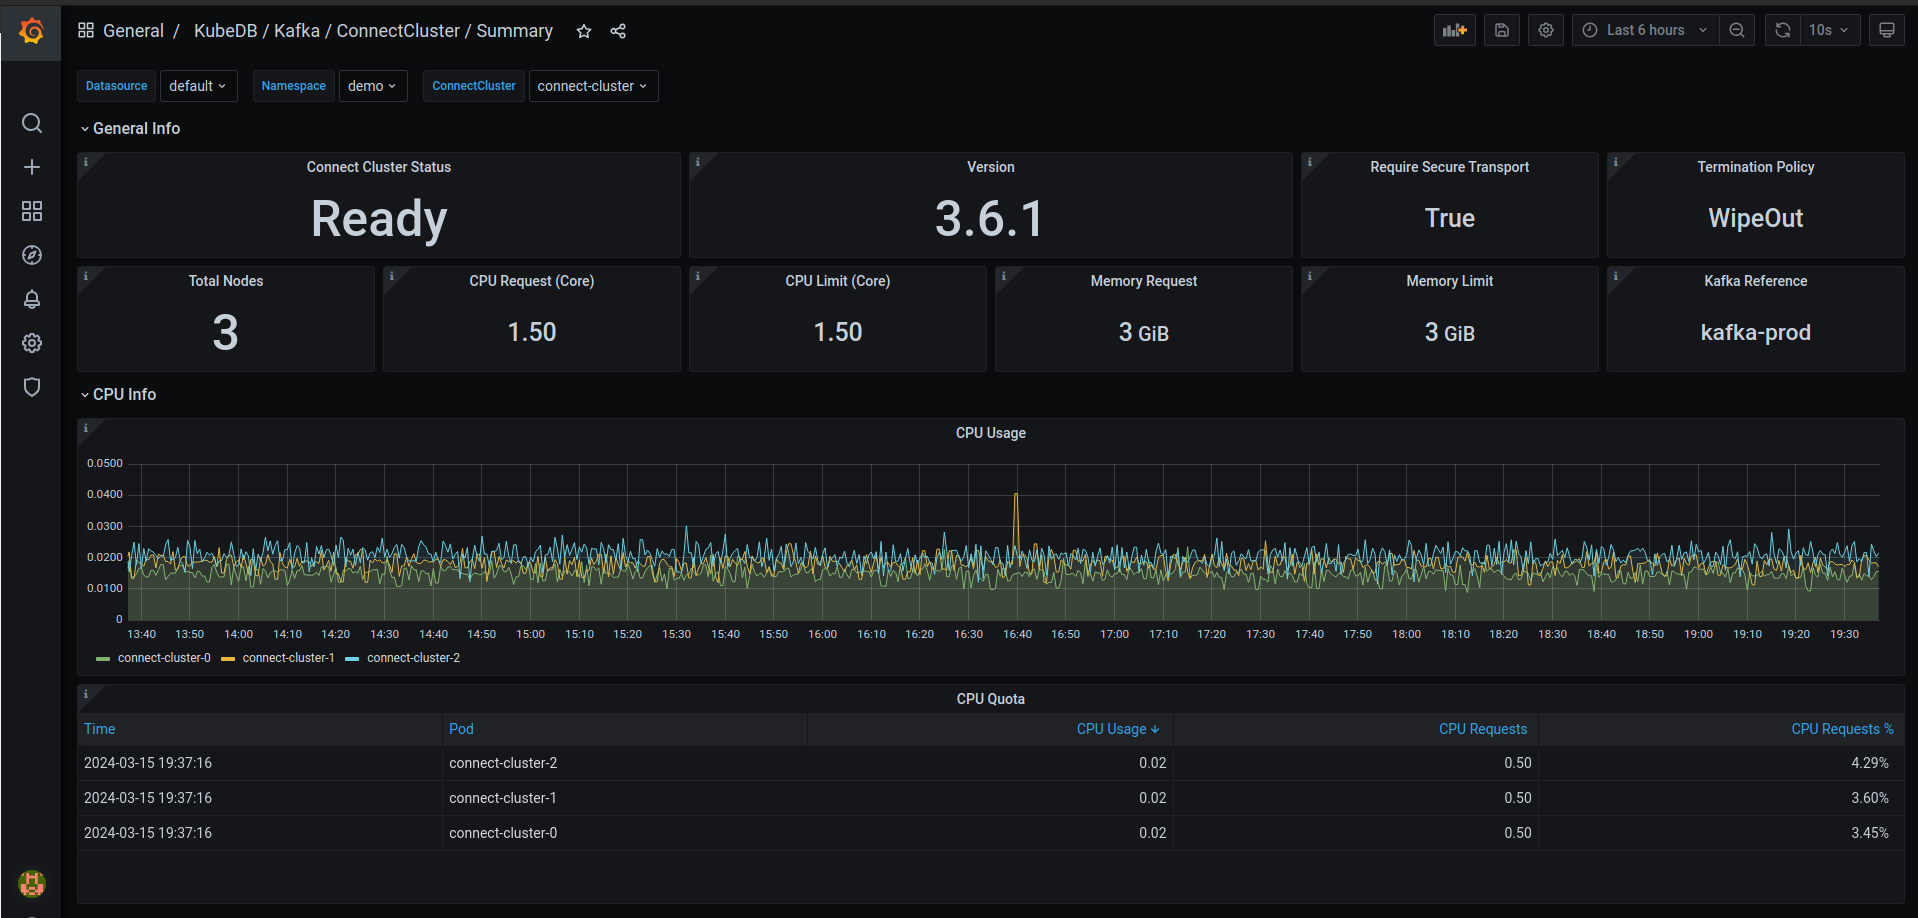 General / KubeDB / Kafka / ConnectCluster / Summary
Last 6 hours
10s
Datasource default Namespace demo ConnectCluster connect-cluster
General Info
Connect Cluster Status
Ready
Version
3.6.1
Require Secure Transport
True
Termination Policy
WipeOut
Total Nodes
3
CPU Request (Core)
1.50
CPU Limit (Core)
1.50
Memory Request
3 GiB
Memory Limit
3 GiB
Kafka Reference
kafka-prod
CPU Info
CPU Usage
0.0500
0.0400
0.0300
0.0200
0.0100
0
13:40 13:50 14:00 14:10 14:20 14:30 14:40 14:50 15:00 15:10 15:20 15:30 15:40 15:50 16:00 16:10 16:20 16:30 16:40 16:50 17:00 17:10 17:20 17:30 17:40 17:50 18:00 18:10 18:20 18:30 18:40 18:50 19:00 19:10 19:20 19:30
connect-cluster-0 connect-cluster-1 connect-cluster-2
CPU Quota
Time Pod CPU Usage CPU Requests CPU Requests %
2024-03-15 19:37:16 connect-cluster-2 0.02 0.50 4.29%
2024-03-15 19:37:16 connect-cluster-1 0.02 0.50 3.60%
2024-03-15 19:37:16 connect-cluster-0 0.02 0.50 3.45%